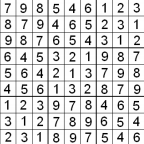 7 9 8 5 4 6 1 2 3
8 7 9 4 6 5 2 3 1
9 8 7 6 5 4 3 1 2
6 4 5 3 2 1 9 8 7
5 6 4 2 1 3 7 9 8
4 5 6 1 3 2 8 7 9
1 2 3 9 7 8 4 6 5
3 1 2 7 8 9 6 5 4
2 3 1 8 9 7 5 4 6